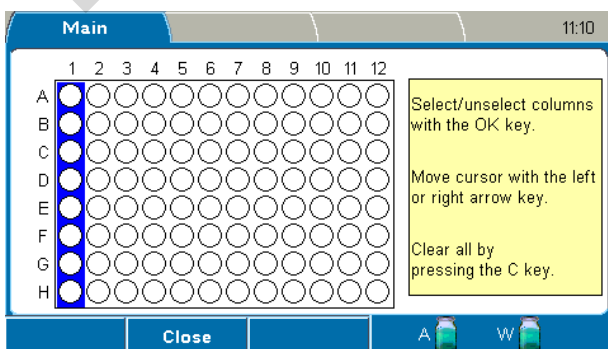 Main
11:10
1 2 3 4 5 6 7 8 9 10 11 12
A
B
C
D
E
F
G
H
Select/unselect columns
with the OK key.
Move cursor with the left
or right arrow key.
Clear all by
pressing the C key.
Close
A
W